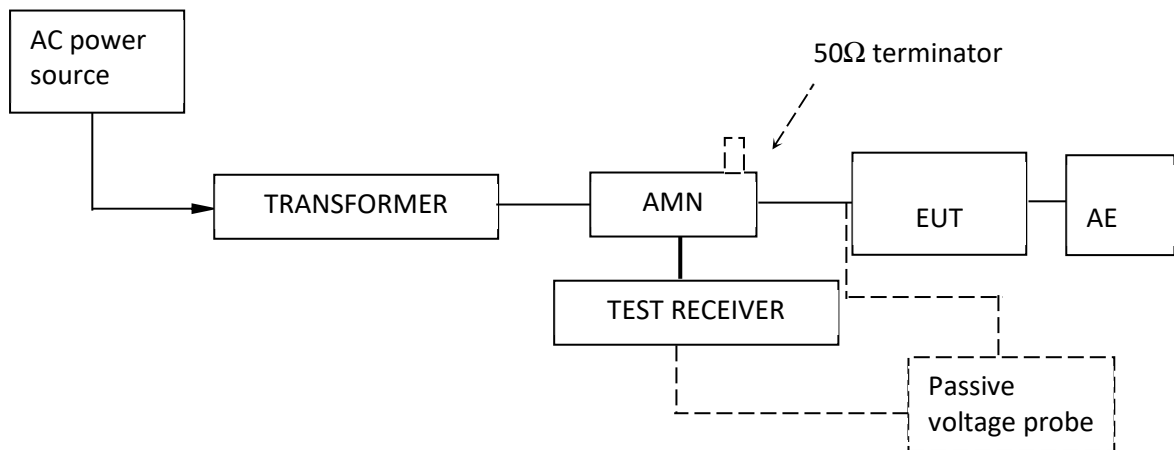 AC power
source
50Ω terminator
TRANSFORMER
AMN
EUT
AE
TEST RECEIVER
Passive
voltage probe